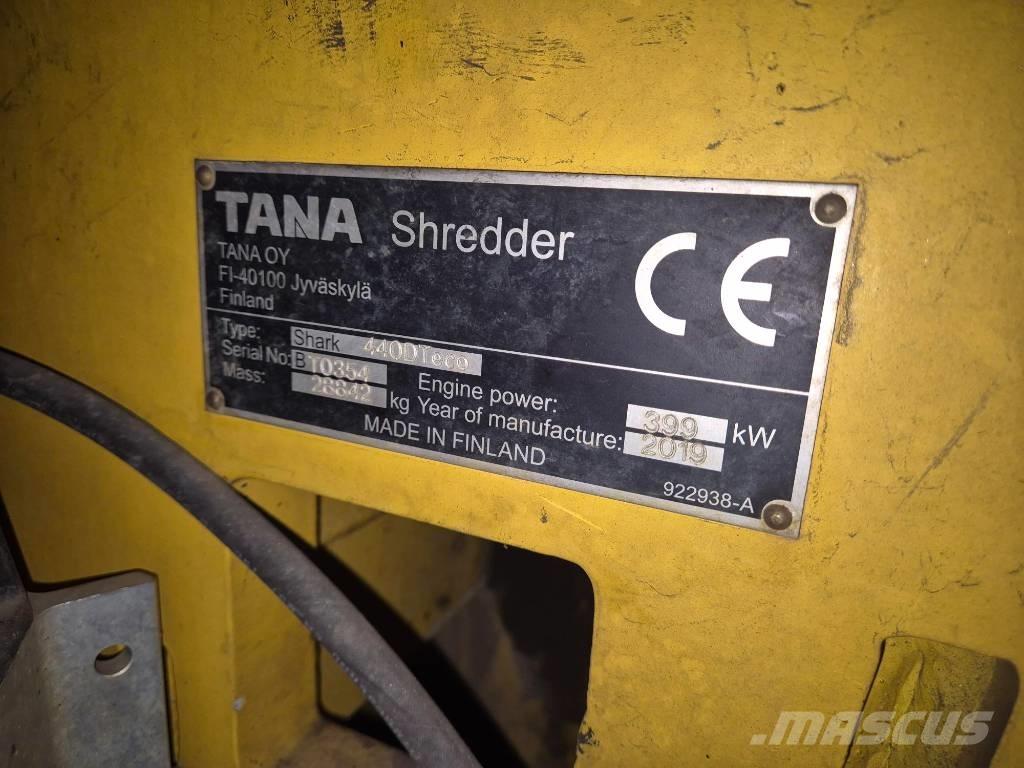 TANA Shredder CE
TANA OY
FI-40100 Jyväskylä
Finland
Type: Shark 440DTeco
Serial No: B 10354
Mass: 28842 kg
Engine power: 399 kW
Year of manufacture: 2019
MADE IN FINLAND
922938-A
MASCUS